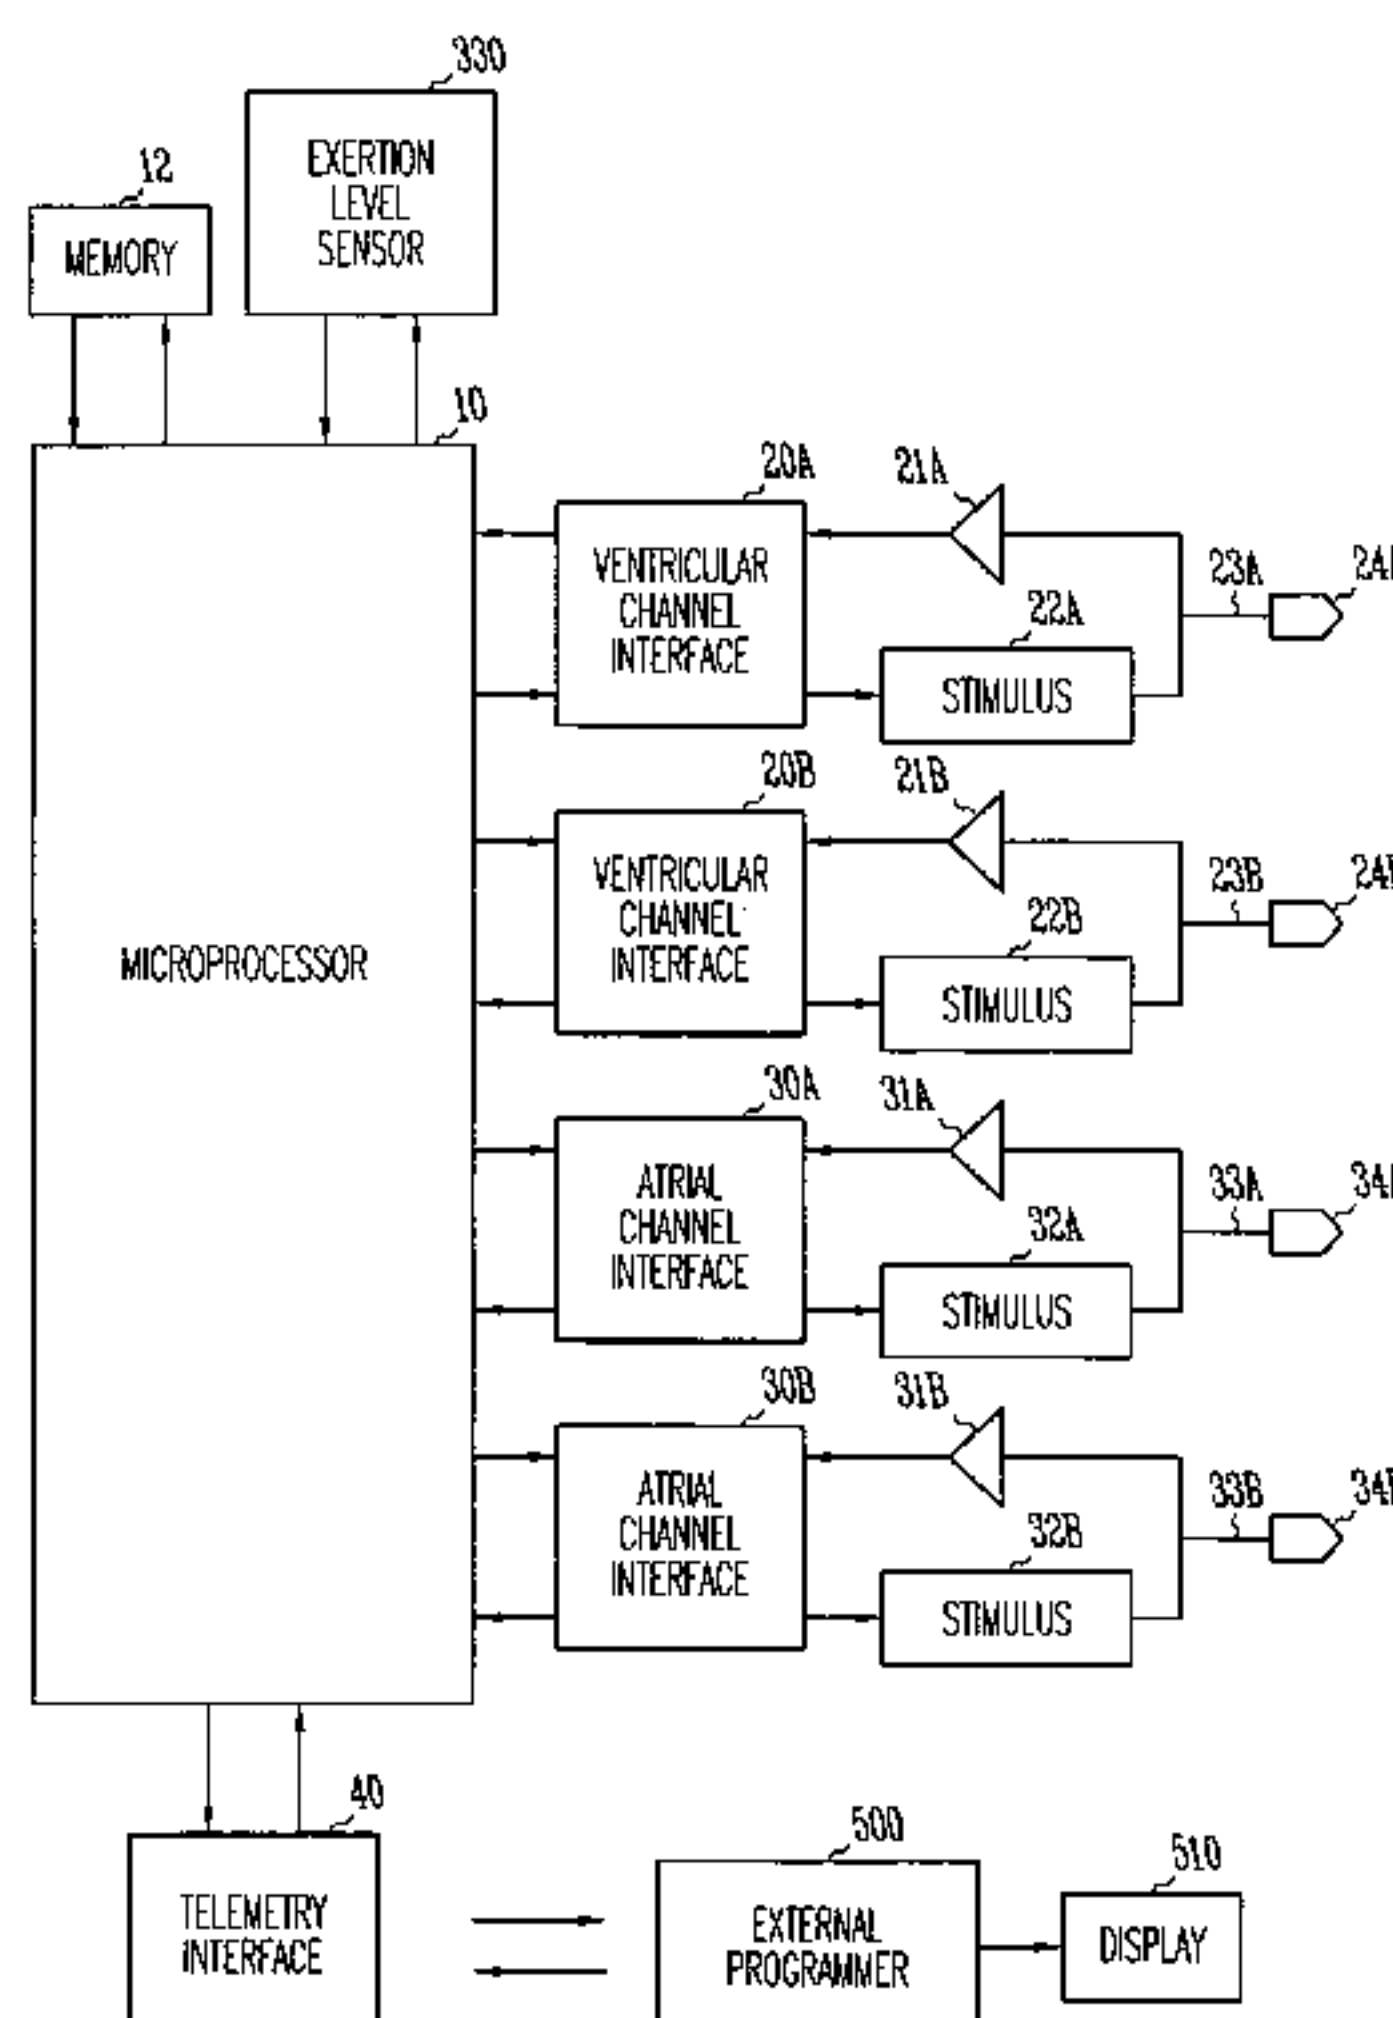 330
EXERTION
LEVEL
SENSOR
12
MEMORY
10
MICROPROCESSOR
20A
VENTRICULAR
CHANNEL
INTERFACE
21A
22A
STIMULUS
23A
20B
VENTRICULAR
CHANNEL
INTERFACE
21B
22B
STIMULUS
23B
30A
ATRIAL
CHANNEL
INTERFACE
31A
32A
STIMULUS
33A
30B
ATRIAL
CHANNEL
INTERFACE
31B
32B
STIMULUS
33B
40
TELEMETRY
INTERFACE
500
EXTERNAL
PROGRAMMER
510
DISPLAY